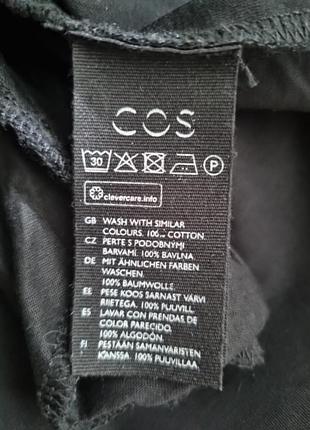 COS
30 P
clevercare.info
GB WASH WITH SIMILAR
COLOURS. COTTON.
CZ PERTE S PODOBNÝMI
BARVAMI. 100% BAVLNA
DE MIT ÄHNLICHEN FARBEN
WASCHEN.
100% BAUMWOLLE.
EE PESE KOOS SARNAST VÄRVI
RIIETEGA. 100% PUUVILL
ES LAVAR CON PRENDAS DE
COLOR PARECIDO.
100% ALGODÓN.
FI PESTÄÄN SAMANVÄRISTEN
KANSSA. 100% PUUVILLAA